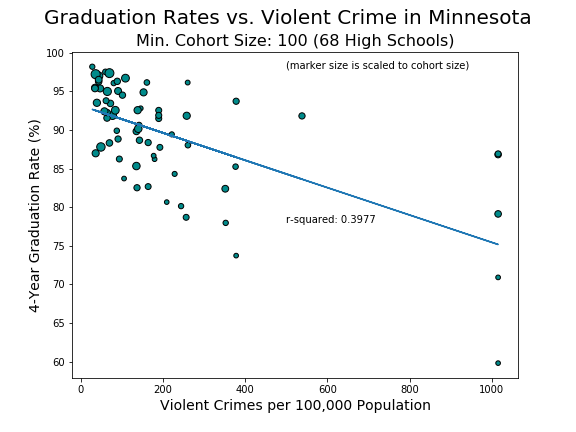 Graduation Rates vs. Violent Crime in Minnesota
Min. Cohort Size: 100 (68 High Schools)
(marker size is scaled to cohort size)
r-squared: 0.3977
4-Year Graduation Rate (%)
100
95
90
85
80
75
70
65
60
0 200 400 600 800 1000
Violent Crimes per 100,000 Population